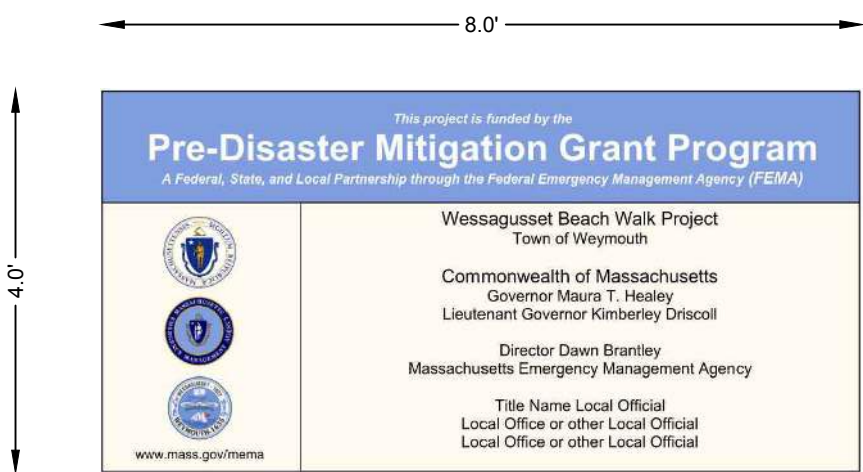 8.0'
4.0'
This project is funded by the
Pre-Disaster Mitigation Grant Program
A Federal, State, and Local Partnership through the Federal Emergency Management Agency (FEMA)
Wessagusset Beach Walk Project
Town of Weymouth
Commonwealth of Massachusetts
Governor Maura T. Healey
Lieutenant Governor Kimberley Driscoll
Director Dawn Brantley
Massachusetts Emergency Management Agency
Title Name Local Official
Local Office or other Local Official
Local Office or other Local Official
WEYMOUTH-1635
www.mass.gov/mema